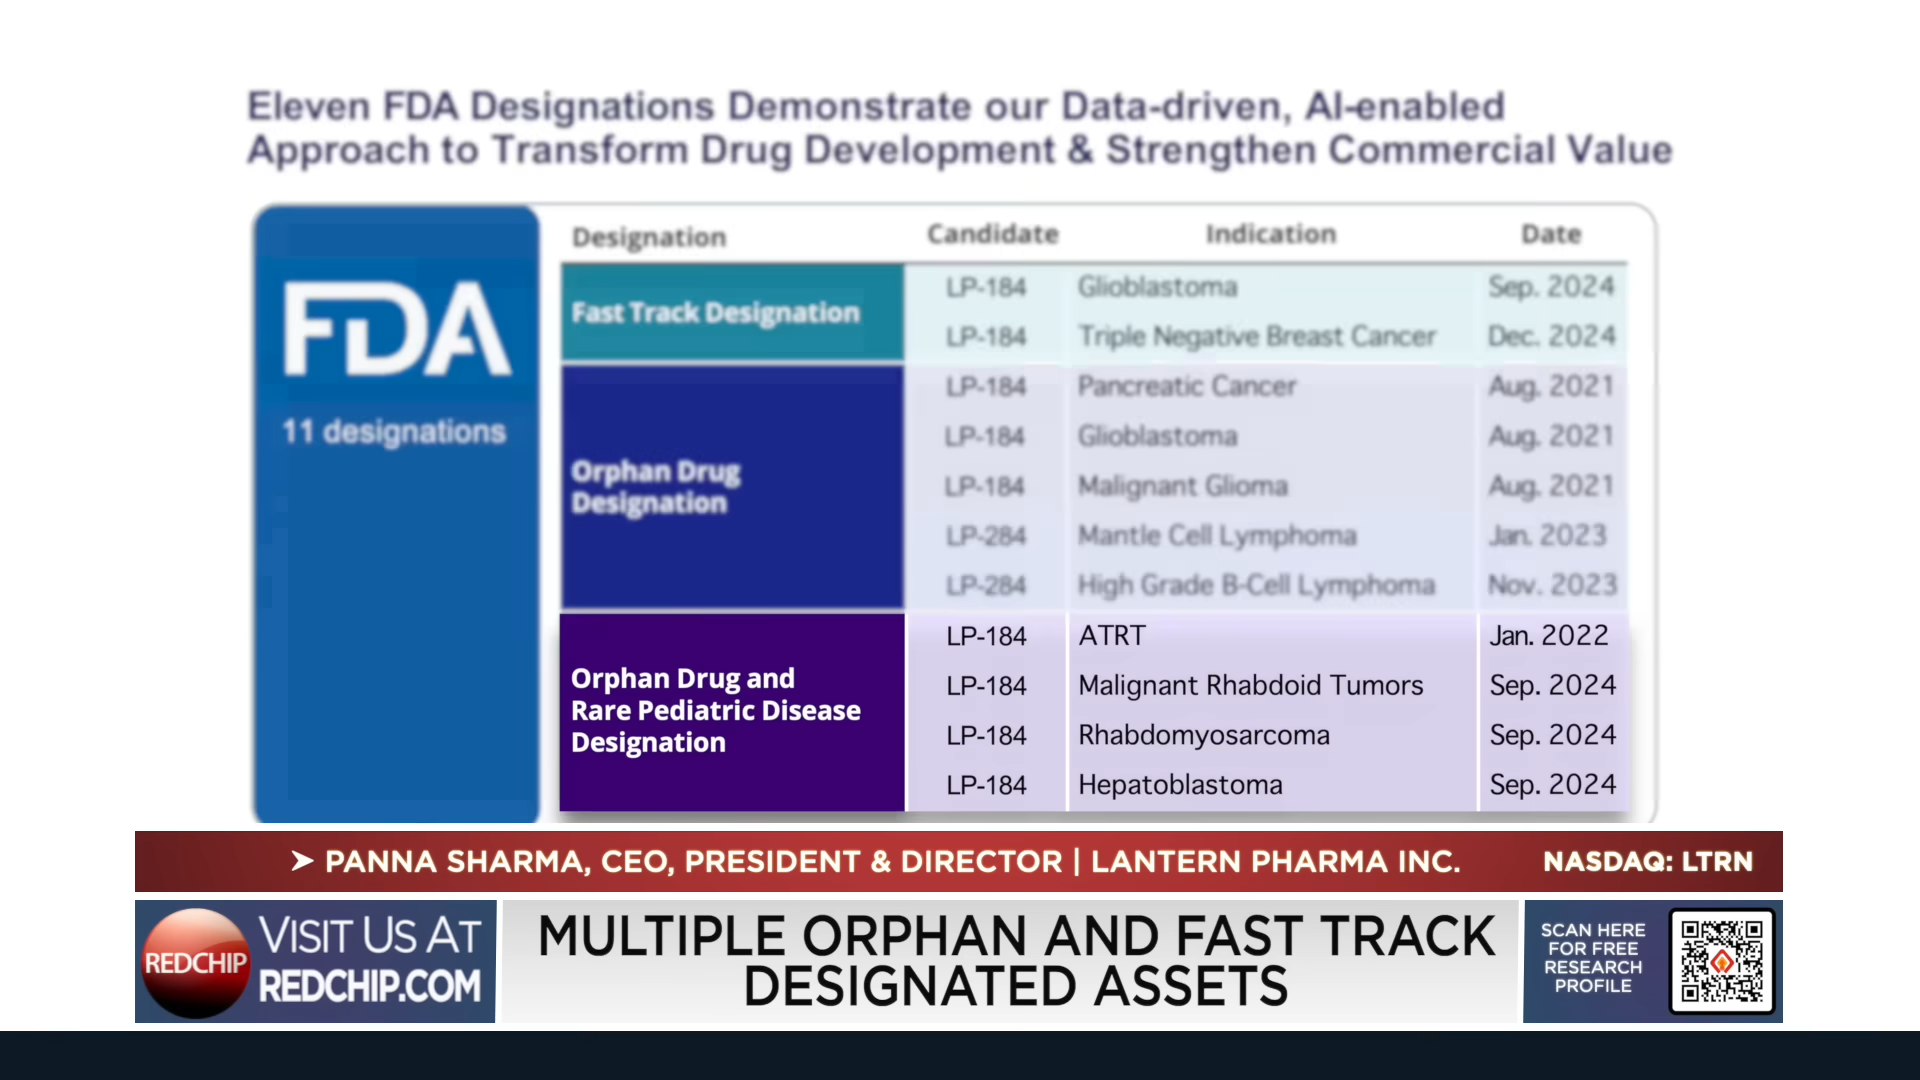 Eleven FDA Designations Demonstrate our Data-driven, AI-enabled
Approach to Transform Drug Development & Strengthen Commercial Value
FDA
11 designations
Designation Candidate Indication Date
Fast Track Designation
LP-184 Glioblastoma Sep. 2024
LP-184 Triple Negative Breast Cancer Dec. 2024
Orphan Drug
Designation
LP-184 Pancreatic Cancer Aug. 2021
LP-184 Glioblastoma Aug. 2021
LP-184 Malignant Glioma Aug. 2021
LP-284 Mantle Cell Lymphoma Jan. 2023
LP-284 High Grade B-Cell Lymphoma Nov. 2023
Orphan Drug and
Rare Pediatric Disease
Designation
LP-184 ATRT Jan. 2022
LP-184 Malignant Rhabdoid Tumors Sep. 2024
LP-184 Rhabdomyosarcoma Sep. 2024
LP-184 Hepatoblastoma Sep. 2024
➤ PANNA SHARMA, CEO, PRESIDENT & DIRECTOR | LANTERN PHARMA INC. NASDAQ: LTRN
REDCHIP
VISIT US AT
REDCHIP.COM
MULTIPLE ORPHAN AND FAST TRACK
DESIGNATED ASSETS
SCAN HERE
FOR FREE
RESEARCH
PROFILE